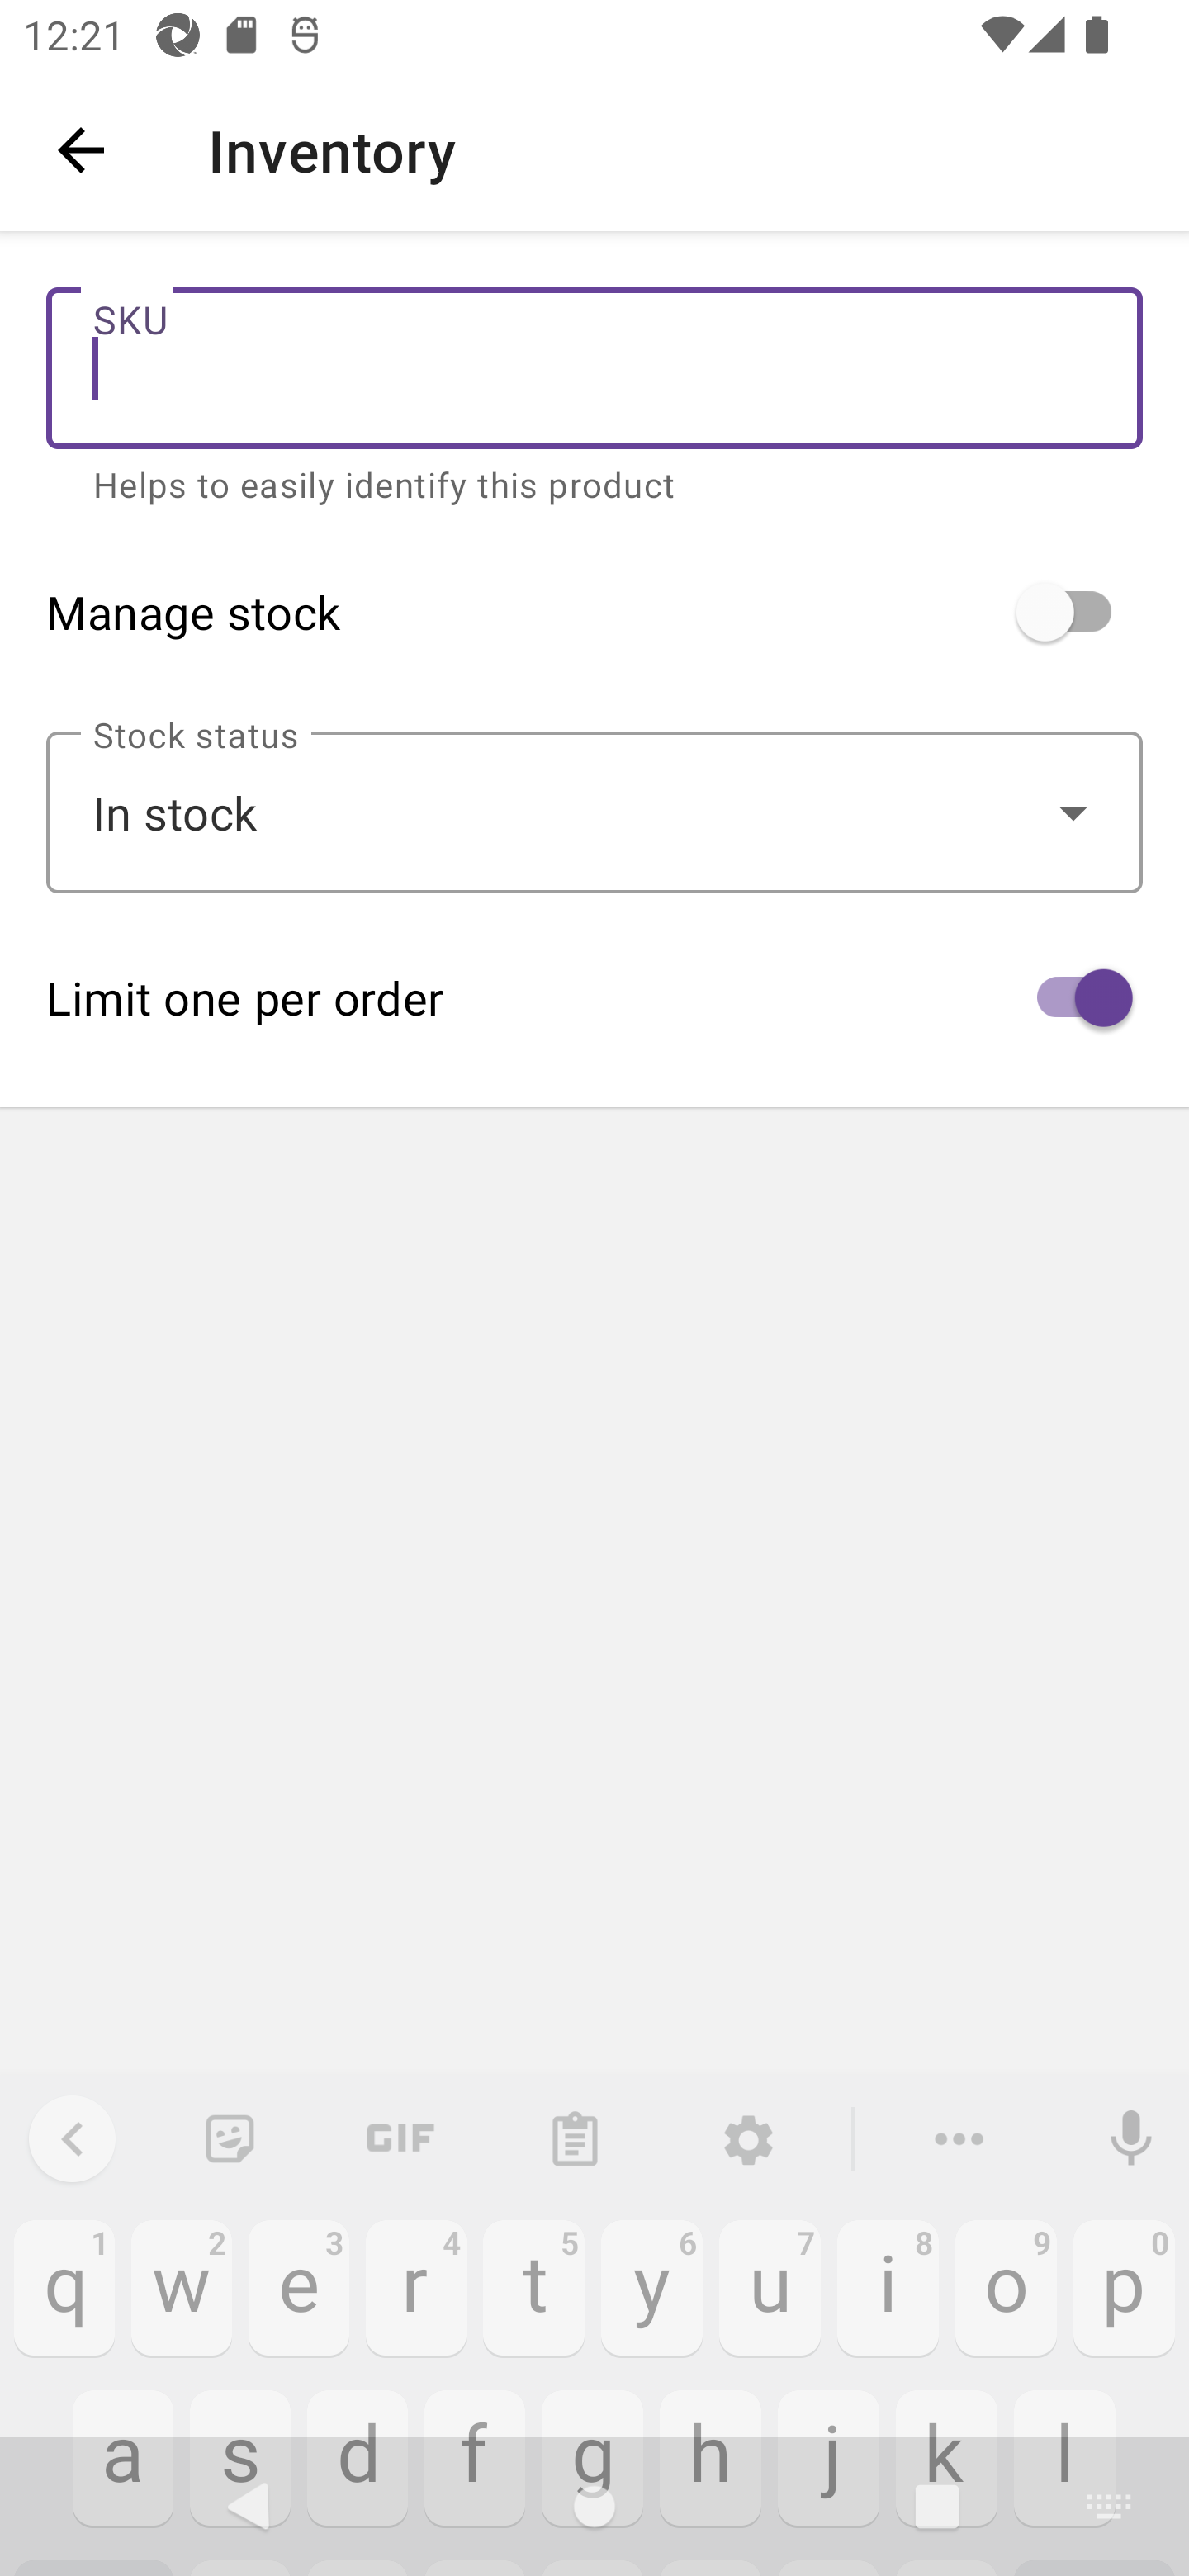 12:21
Inventory
SKU
Helps to easily identify this product
Manage stock
Stock status
In stock
Limit one per order
GIF
1 2 3 4 5 6 7 8 9 0
q w e r t y u i o p
a s d f g h j k l